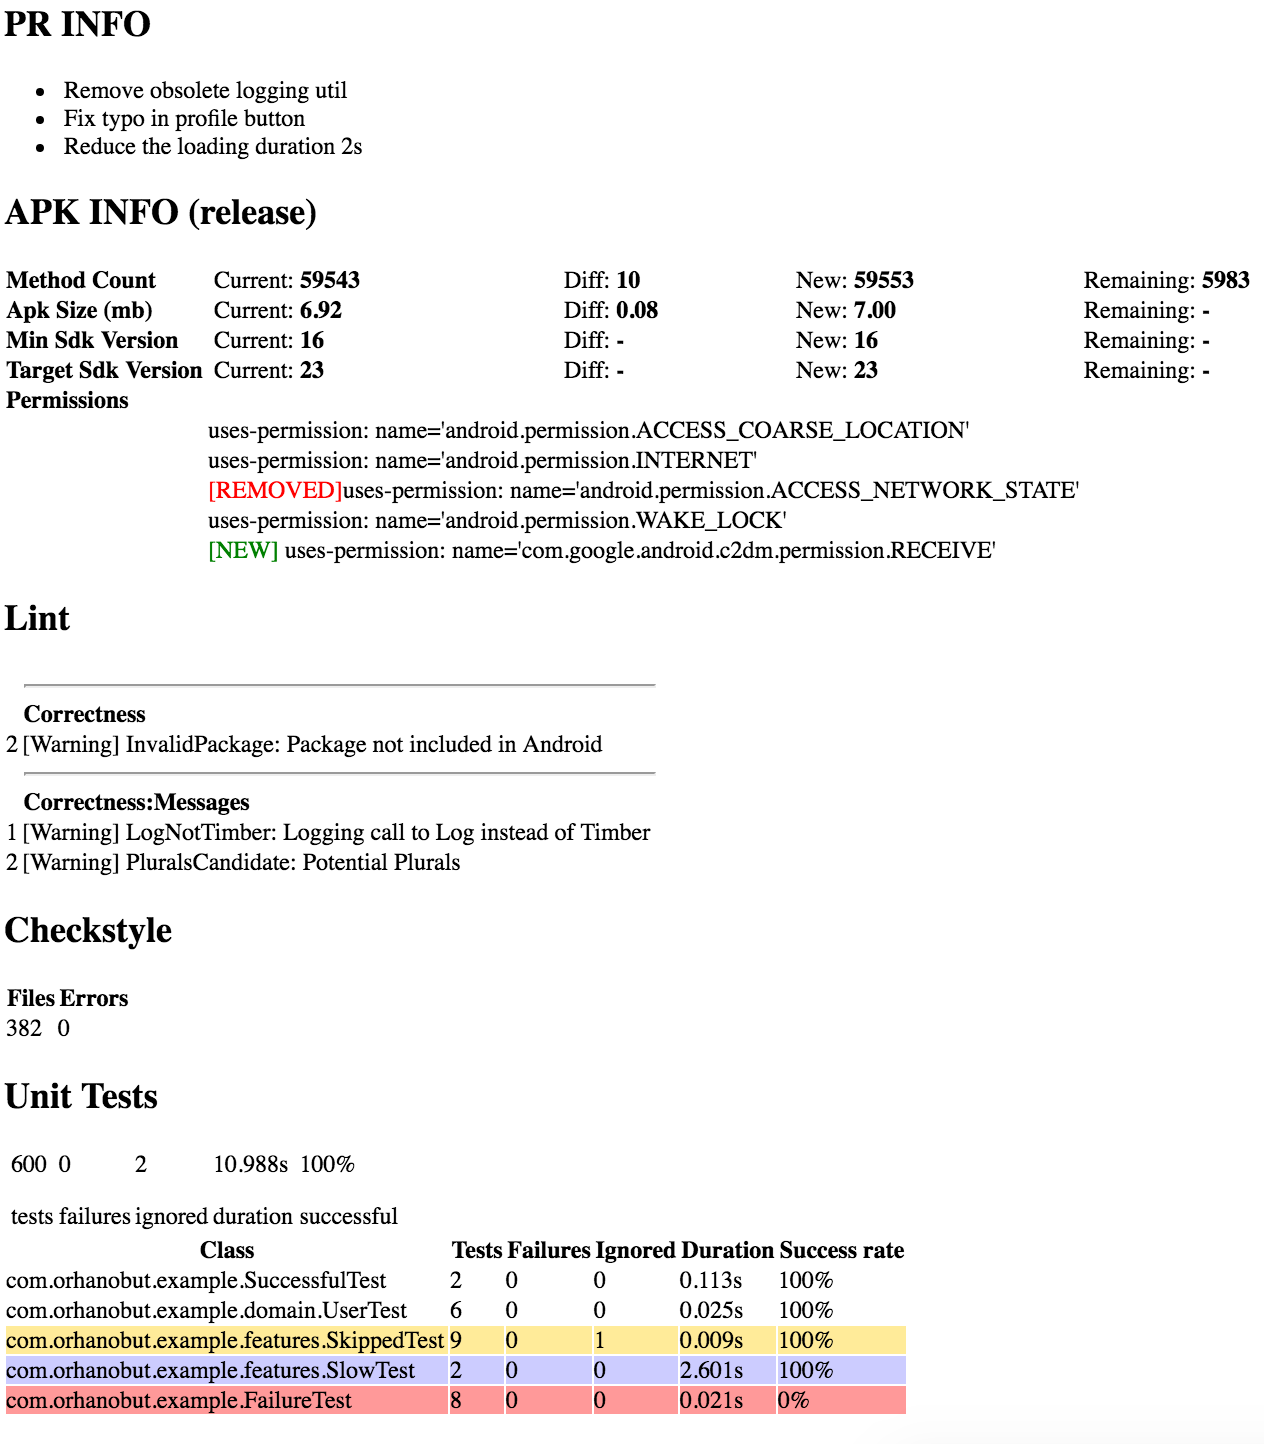 PR INFO
Remove obsolete logging util
Fix typo in profile button
Reduce the loading duration 2s
APK INFO (release)
Method Count Current: 59543 Diff: 10 New: 59553 Remaining: 5983
Apk Size (mb) Current: 6.92 Diff: 0.08 New: 7.00 Remaining: -
Min Sdk Version Current: 16 Diff: - New: 16 Remaining: -
Target Sdk Version Current: 23 Diff: - New: 23 Remaining: -
Permissions
uses-permission: name='android.permission.ACCESS_COARSE_LOCATION'
uses-permission: name='android.permission.INTERNET'
[REMOVED]uses-permission: name='android.permission.ACCESS_NETWORK_STATE'
uses-permission: name='android.permission.WAKE_LOCK'
[NEW] uses-permission: name='com.google.android.c2dm.permission.RECEIVE'
Lint
Correctness
2 [Warning] InvalidPackage: Package not included in Android
Correctness:Messages
1 [Warning] LogNotTimber: Logging call to Log instead of Timber
2 [Warning] PluralsCandidate: Potential Plurals
Checkstyle
Files Errors
382 0
Unit Tests
600 0 2 10.988s 100%
tests failures ignored duration successful
Class Tests Failures Ignored Duration Success rate
com.orhanobut.example.SuccessfulTest 2 0 0 0.113s 100%
com.orhanobut.example.domain.UserTest 6 0 0 0.025s 100%
com.orhanobut.example.features.SkippedTest 9 0 1 0.009s 100%
com.orhanobut.example.features.SlowTest 2 0 0 2.601s 100%
com.orhanobut.example.FailureTest 8 0 0 0.021s 0%